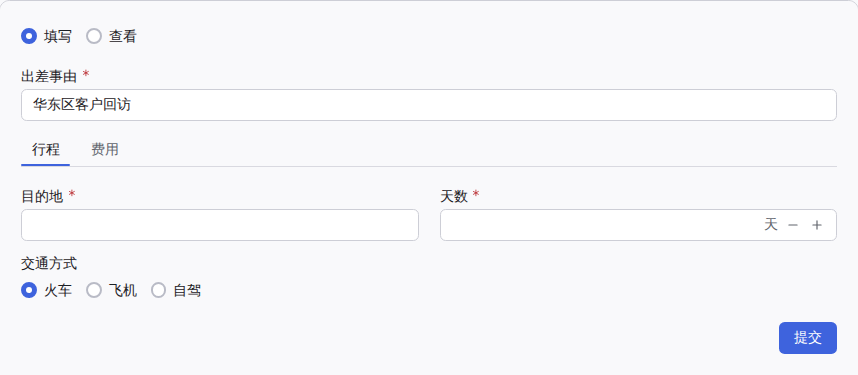 填写 查看
出差事由 *
华东区客户回访
行程 费用
目的地 * 天数 *
天 − +
交通方式
火车 飞机 自驾
提交